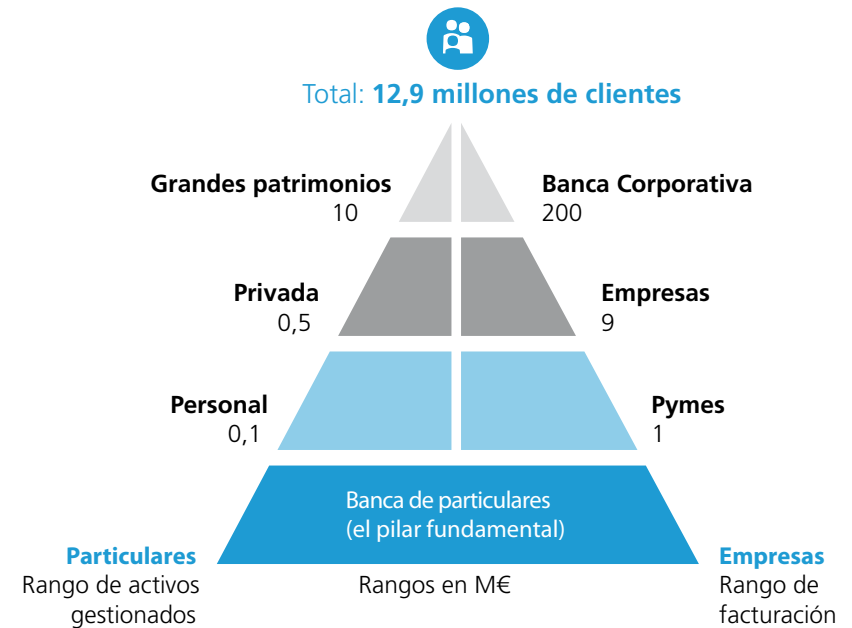 Total: 12,9 millones de clientes
Grandes patrimonios
10
Banca Corporativa
200
Privada
0,5
Empresas
9
Personal
0,1
Pymes
1
Banca de particulares
(el pilar fundamental)
Particulares
Rango de activos
gestionados
Rangos en M€
Empresas
Rango de
facturación